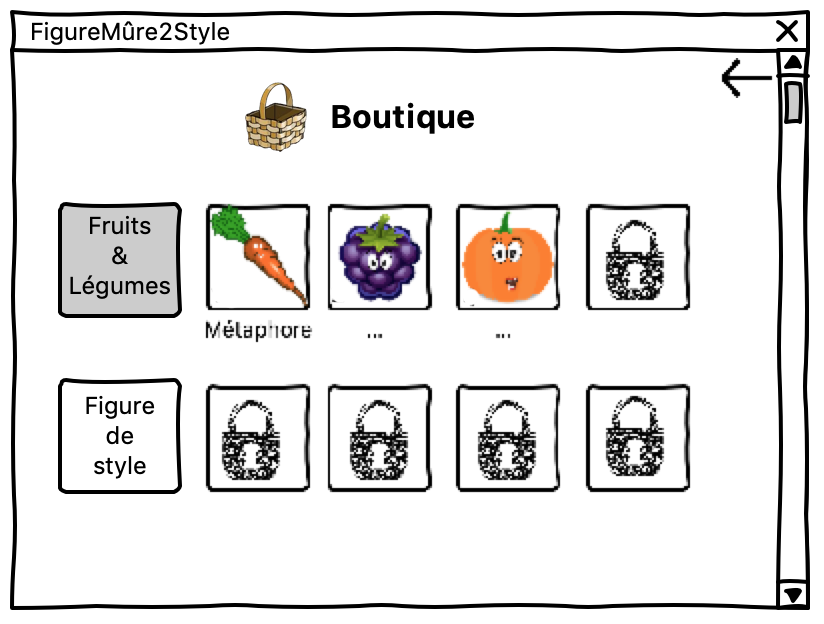 FigureMûre2Style
Boutique
Fruits
&
Légumes
Métaphore
...
...
Figure
de
style